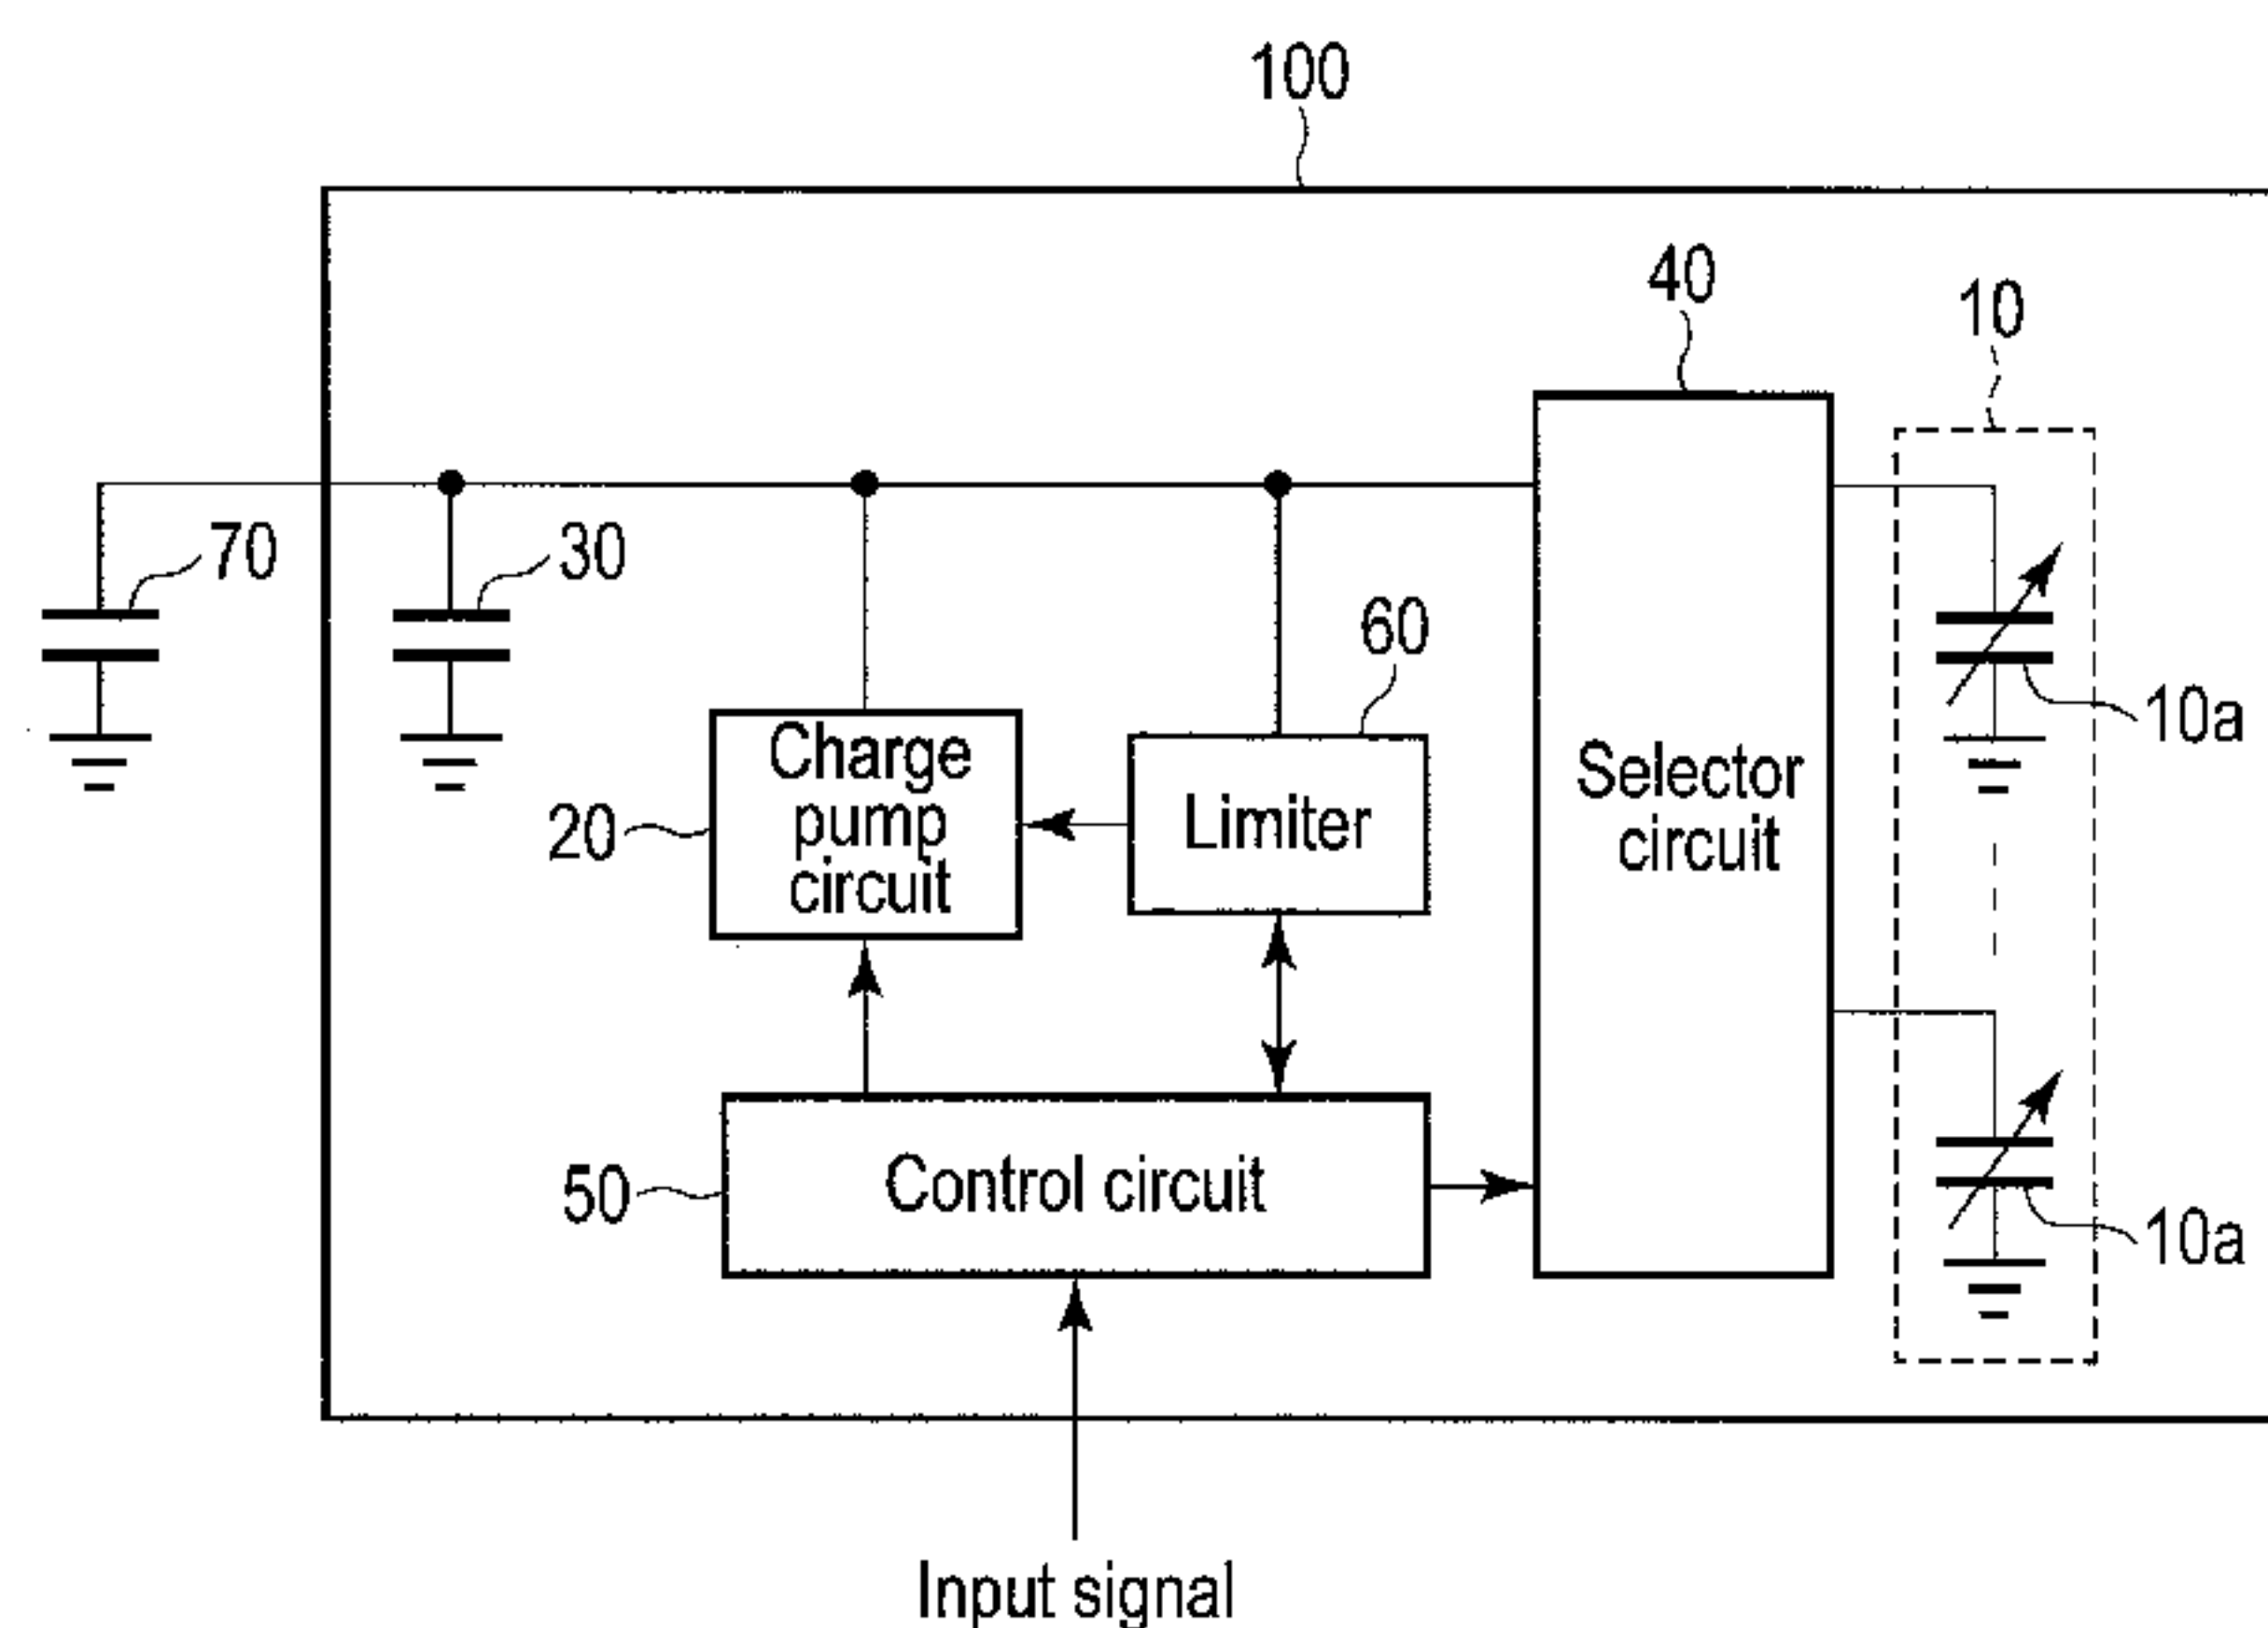 100
40
10
70
30
60
10a
Charge
pump
circuit
20
Limiter
Selector
circuit
50
Control circuit
10a
Input signal